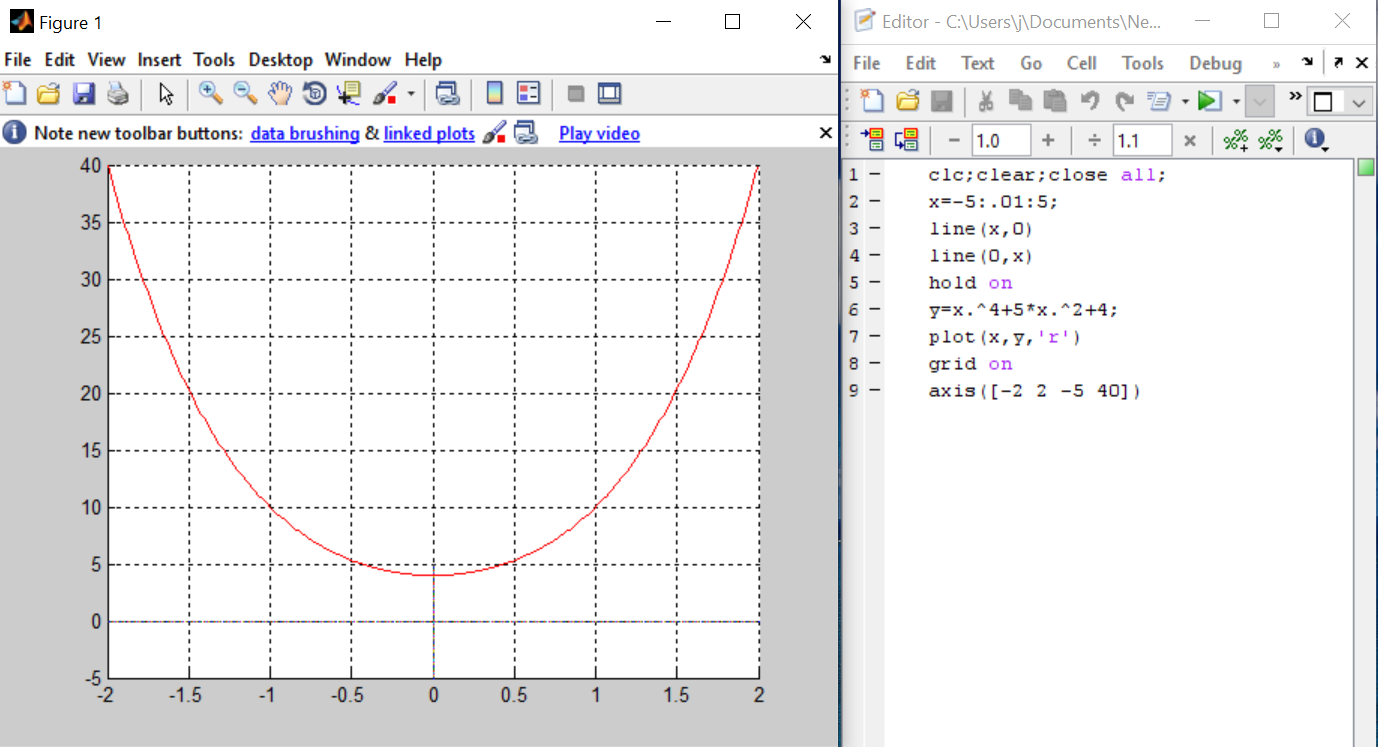 Figure 1
File Edit View Insert Tools Desktop Window Help
Note new toolbar buttons: data brushing & linked plots Play video
40
35
30
25
20
15
10
5
0
-5
-2 -1.5 -1 -0.5 0 0.5 1 1.5 2
Editor - C:\Users\j\Documents\Ne...
File Edit Text Go Cell Tools Debug »
»
− 1.0 + ÷ 1.1 ×
1 − clc;clear;close all;
2 − x=-5:.01:5;
3 − line(x,0)
4 − line(0,x)
5 − hold on
6 − y=x.^4+5*x.^2+4;
7 − plot(x,y,'r')
8 − grid on
9 − axis([-2 2 -5 40])